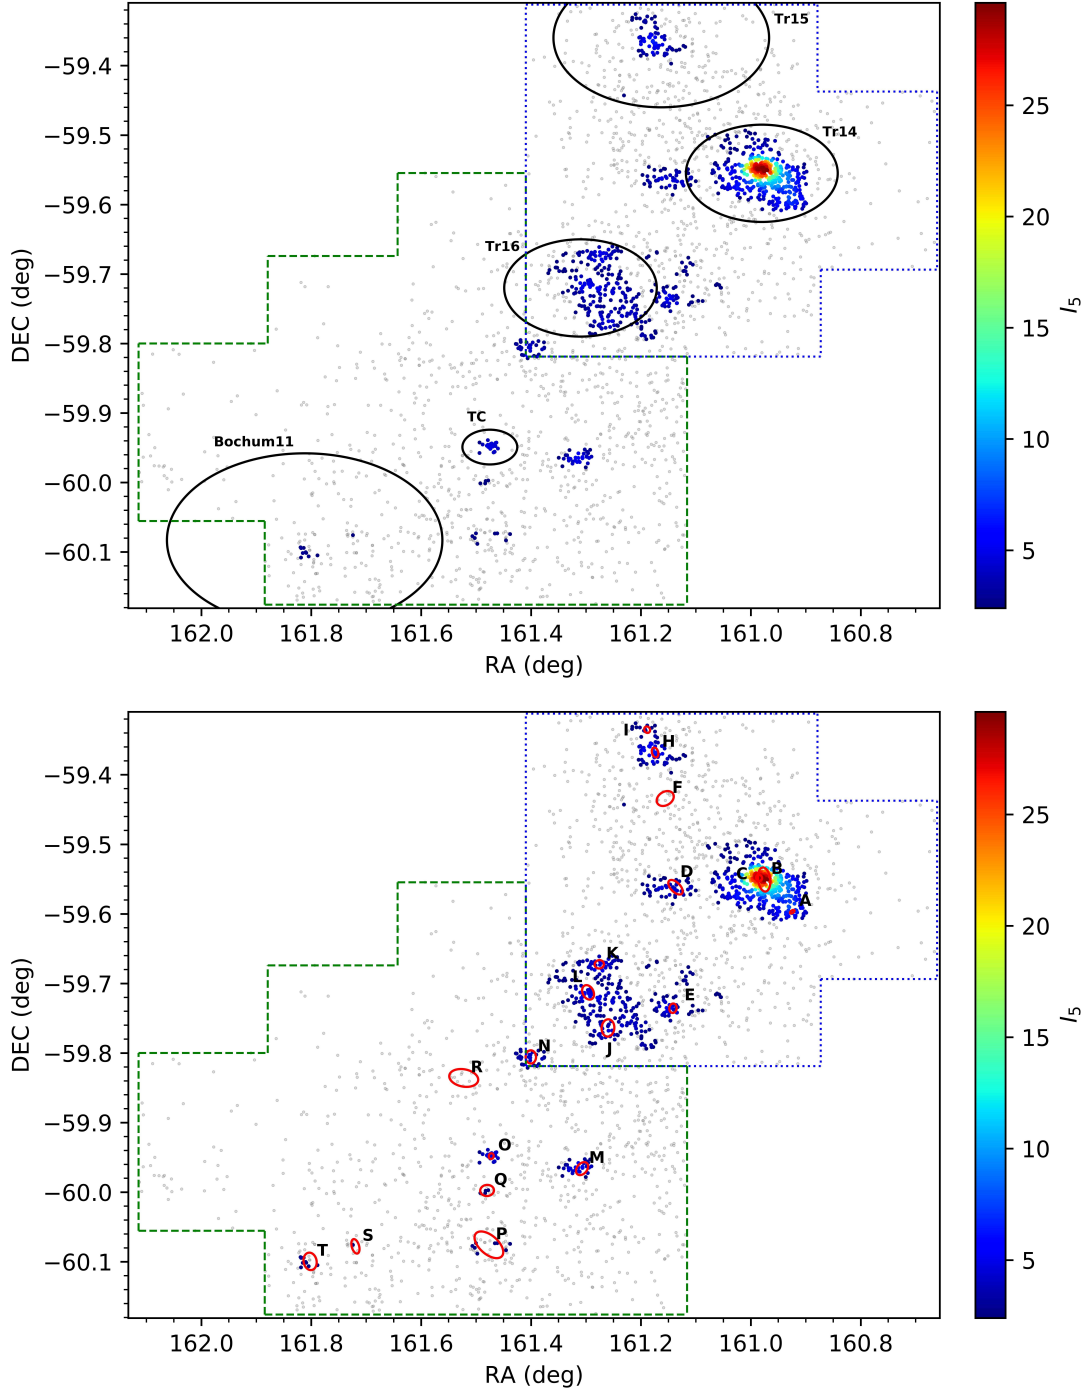 Tr15
−59.4
25
−59.5
Tr14
20
−59.6
Tr16
−59.7
DEC (deg)
I5
15
−59.8
−59.9
TC
10
Bochum11
−60.0
−60.1
5
162.0 161.8 161.6 161.4 161.2 161.0 160.8
RA (deg)
I
H
−59.4
F
25
−59.5
D
C
B
A
20
−59.6
K
L
−59.7
E
DEC (deg)
I5
15
J
N
−59.8
R
−59.9
O
M
10
Q
−60.0
S
P
T
−60.1
5
162.0 161.8 161.6 161.4 161.2 161.0 160.8
RA (deg)